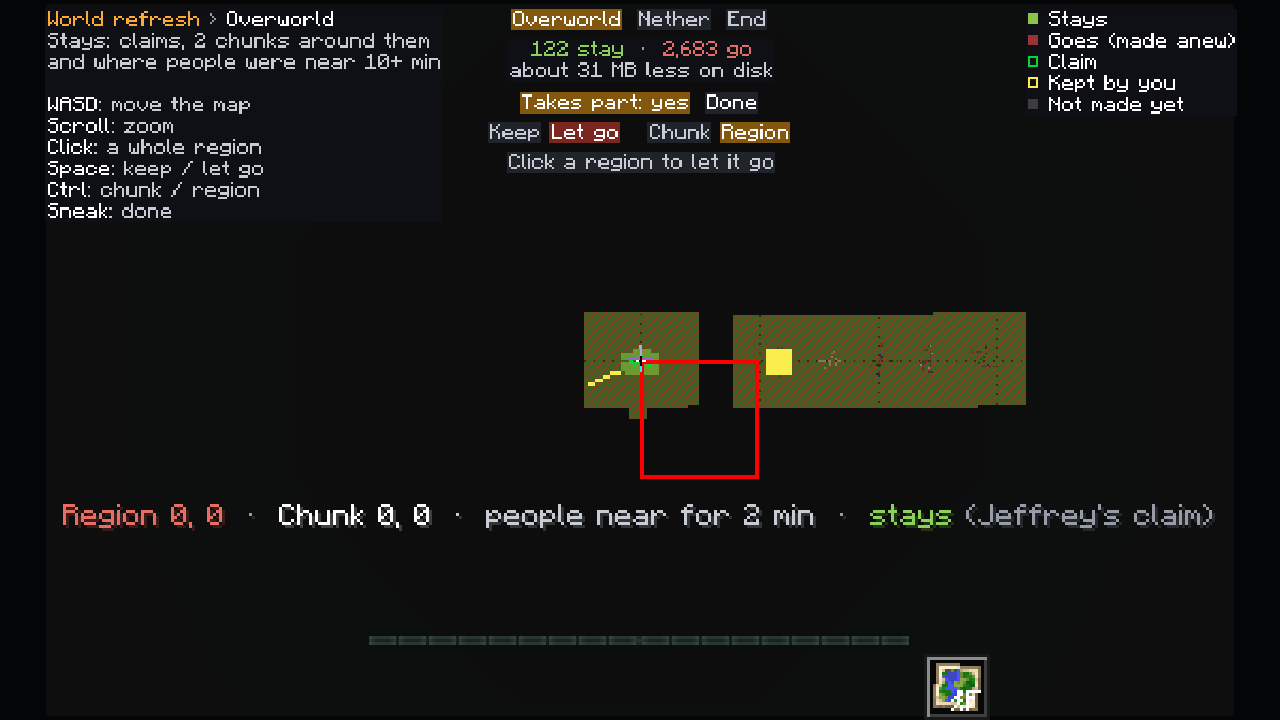 World refresh > Overworld
Stays: claims, 2 chunks around them
and where people were near 10+ min
WASD: move the map
Scroll: zoom
Click: a whole region
Space: keep / let go
Ctrl: chunk / region
Sneak: done
Overworld Nether End
122 stay · 2,683 go
about 31 MB less on disk
Takes part: yes Done
Keep Let go Chunk Region
Click a region to let it go
Stays
Goes (made anew)
Claim
Kept by you
Not made yet
Region 0, 0 · Chunk 0, 0 · people near for 2 min · stays (Jeffrey's claim)